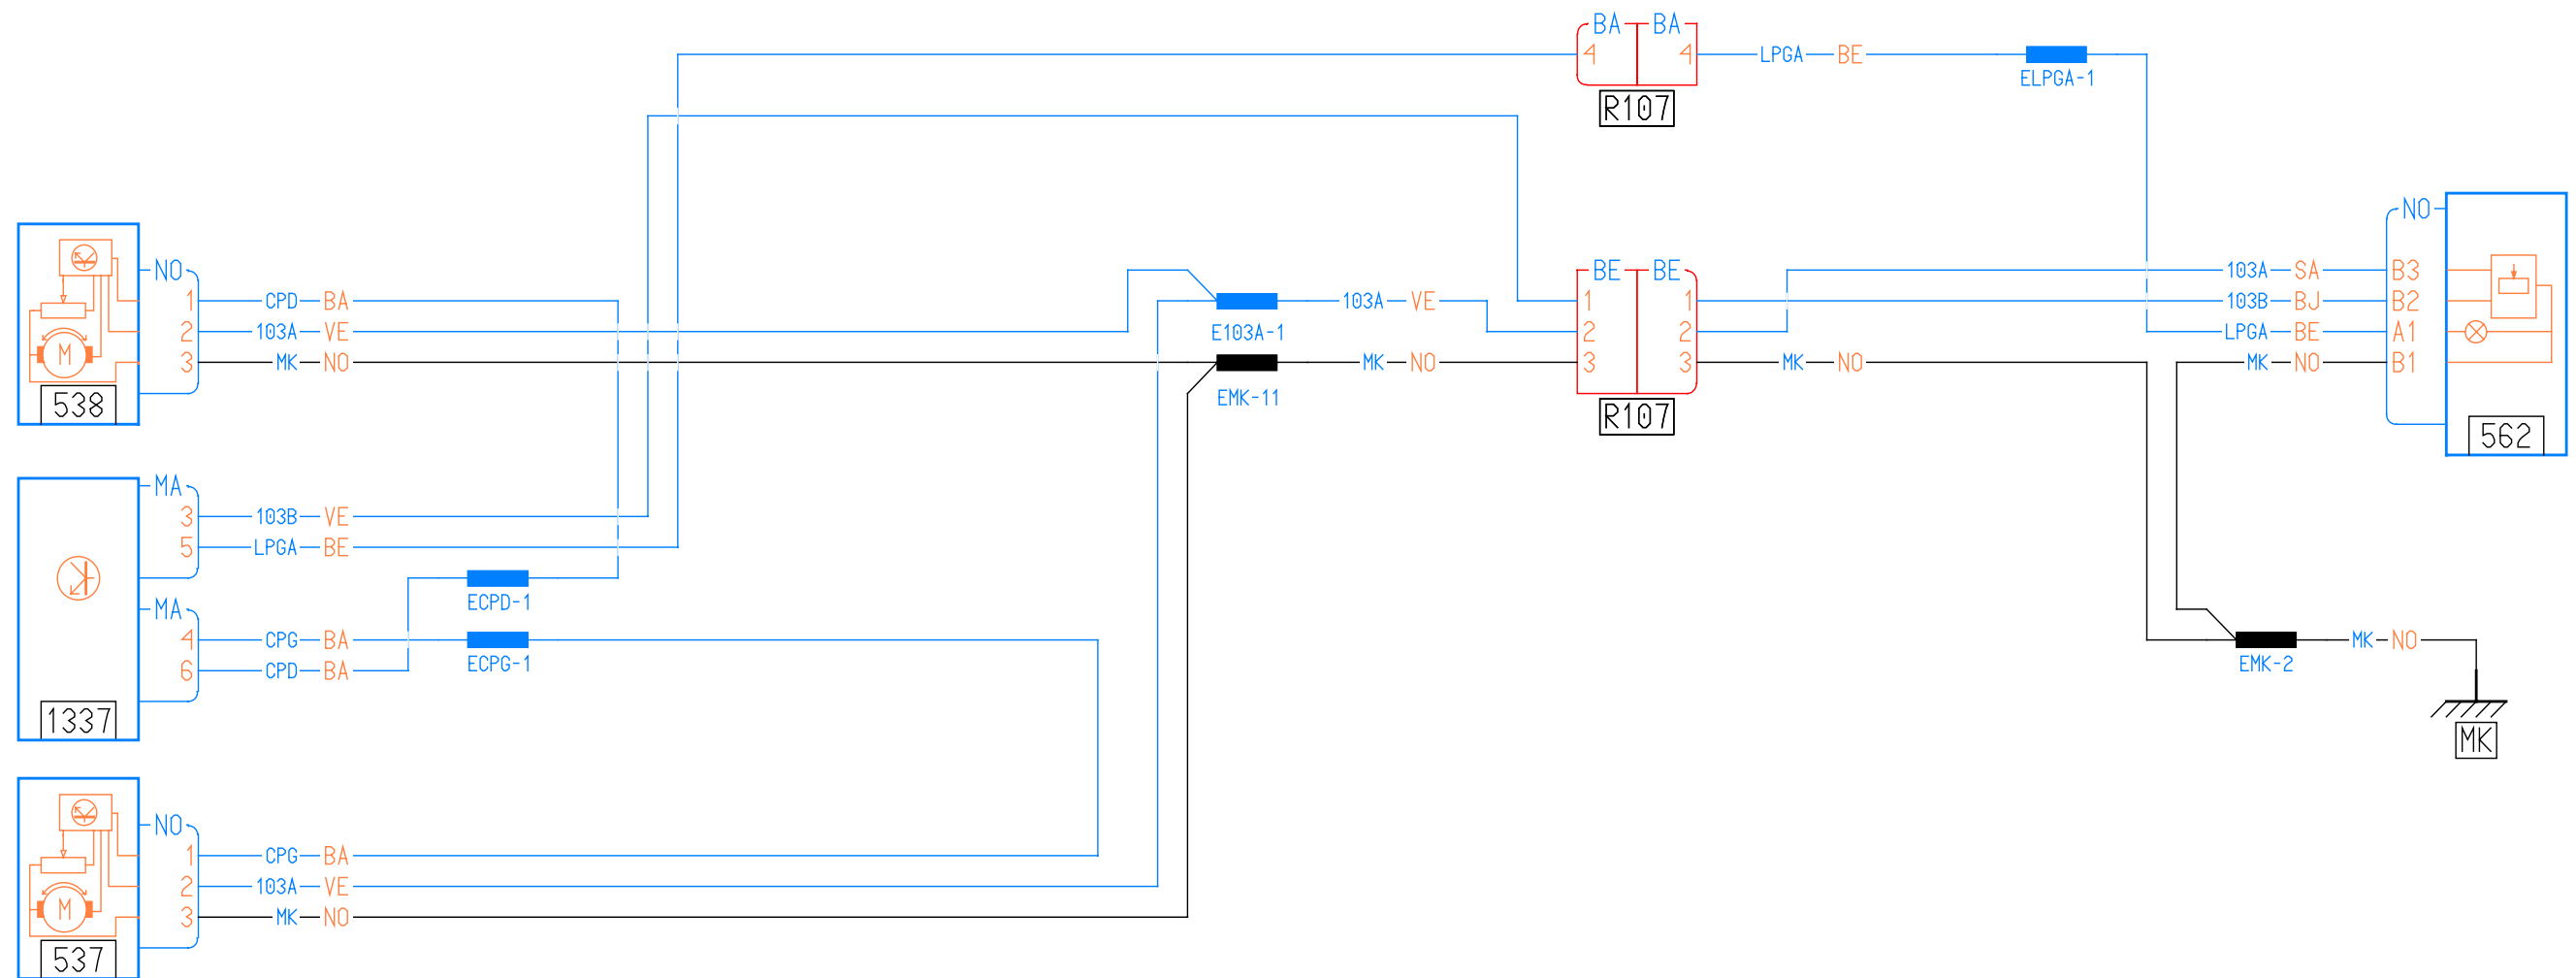 BA BA
4 4 LPGA BE
ELPGA-1
R107
NO
NO BE BE 103A SA B3
1 CPD BA 103A VE 1 1 103B BJ B2
2 103A VE E103A-1 2 2 LPGA BE A1
3 MK NO MK NO 3 3 MK NO MK NO B1
M
EMK-11
538 R107 562
MA
3 103B VE
5 LPGA BE
ECPD-1
MA
4 CPG BA
6 CPD BA ECPG-1 EMK-2 MK NO
1337 MK
NO
1 CPG BA
2 103A VE
3 MK NO
M
537